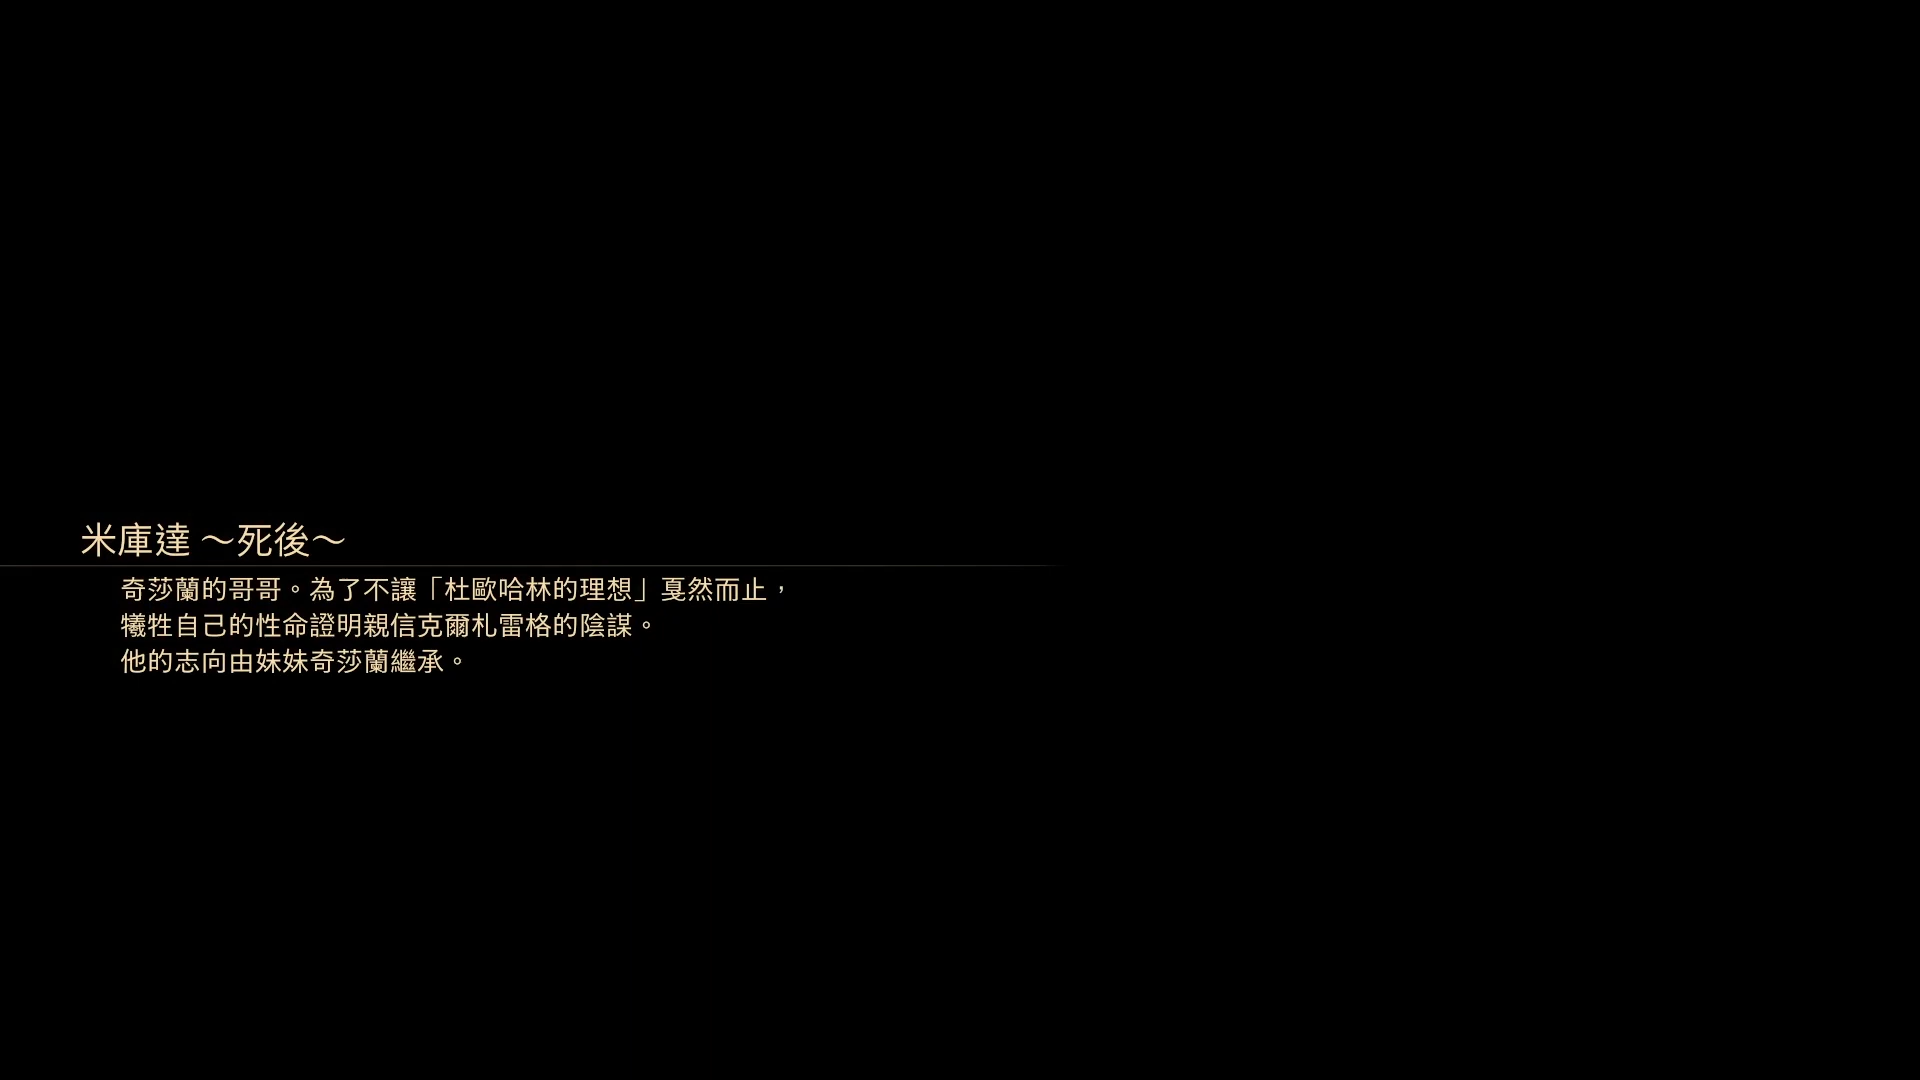 米庫達 ～死後～
奇莎蘭的哥哥。為了不讓「杜歐哈林的理想」戛然而止，
犧牲自己的性命證明親信克爾札雷格的陰謀。
他的志向由妹妹奇莎蘭繼承。